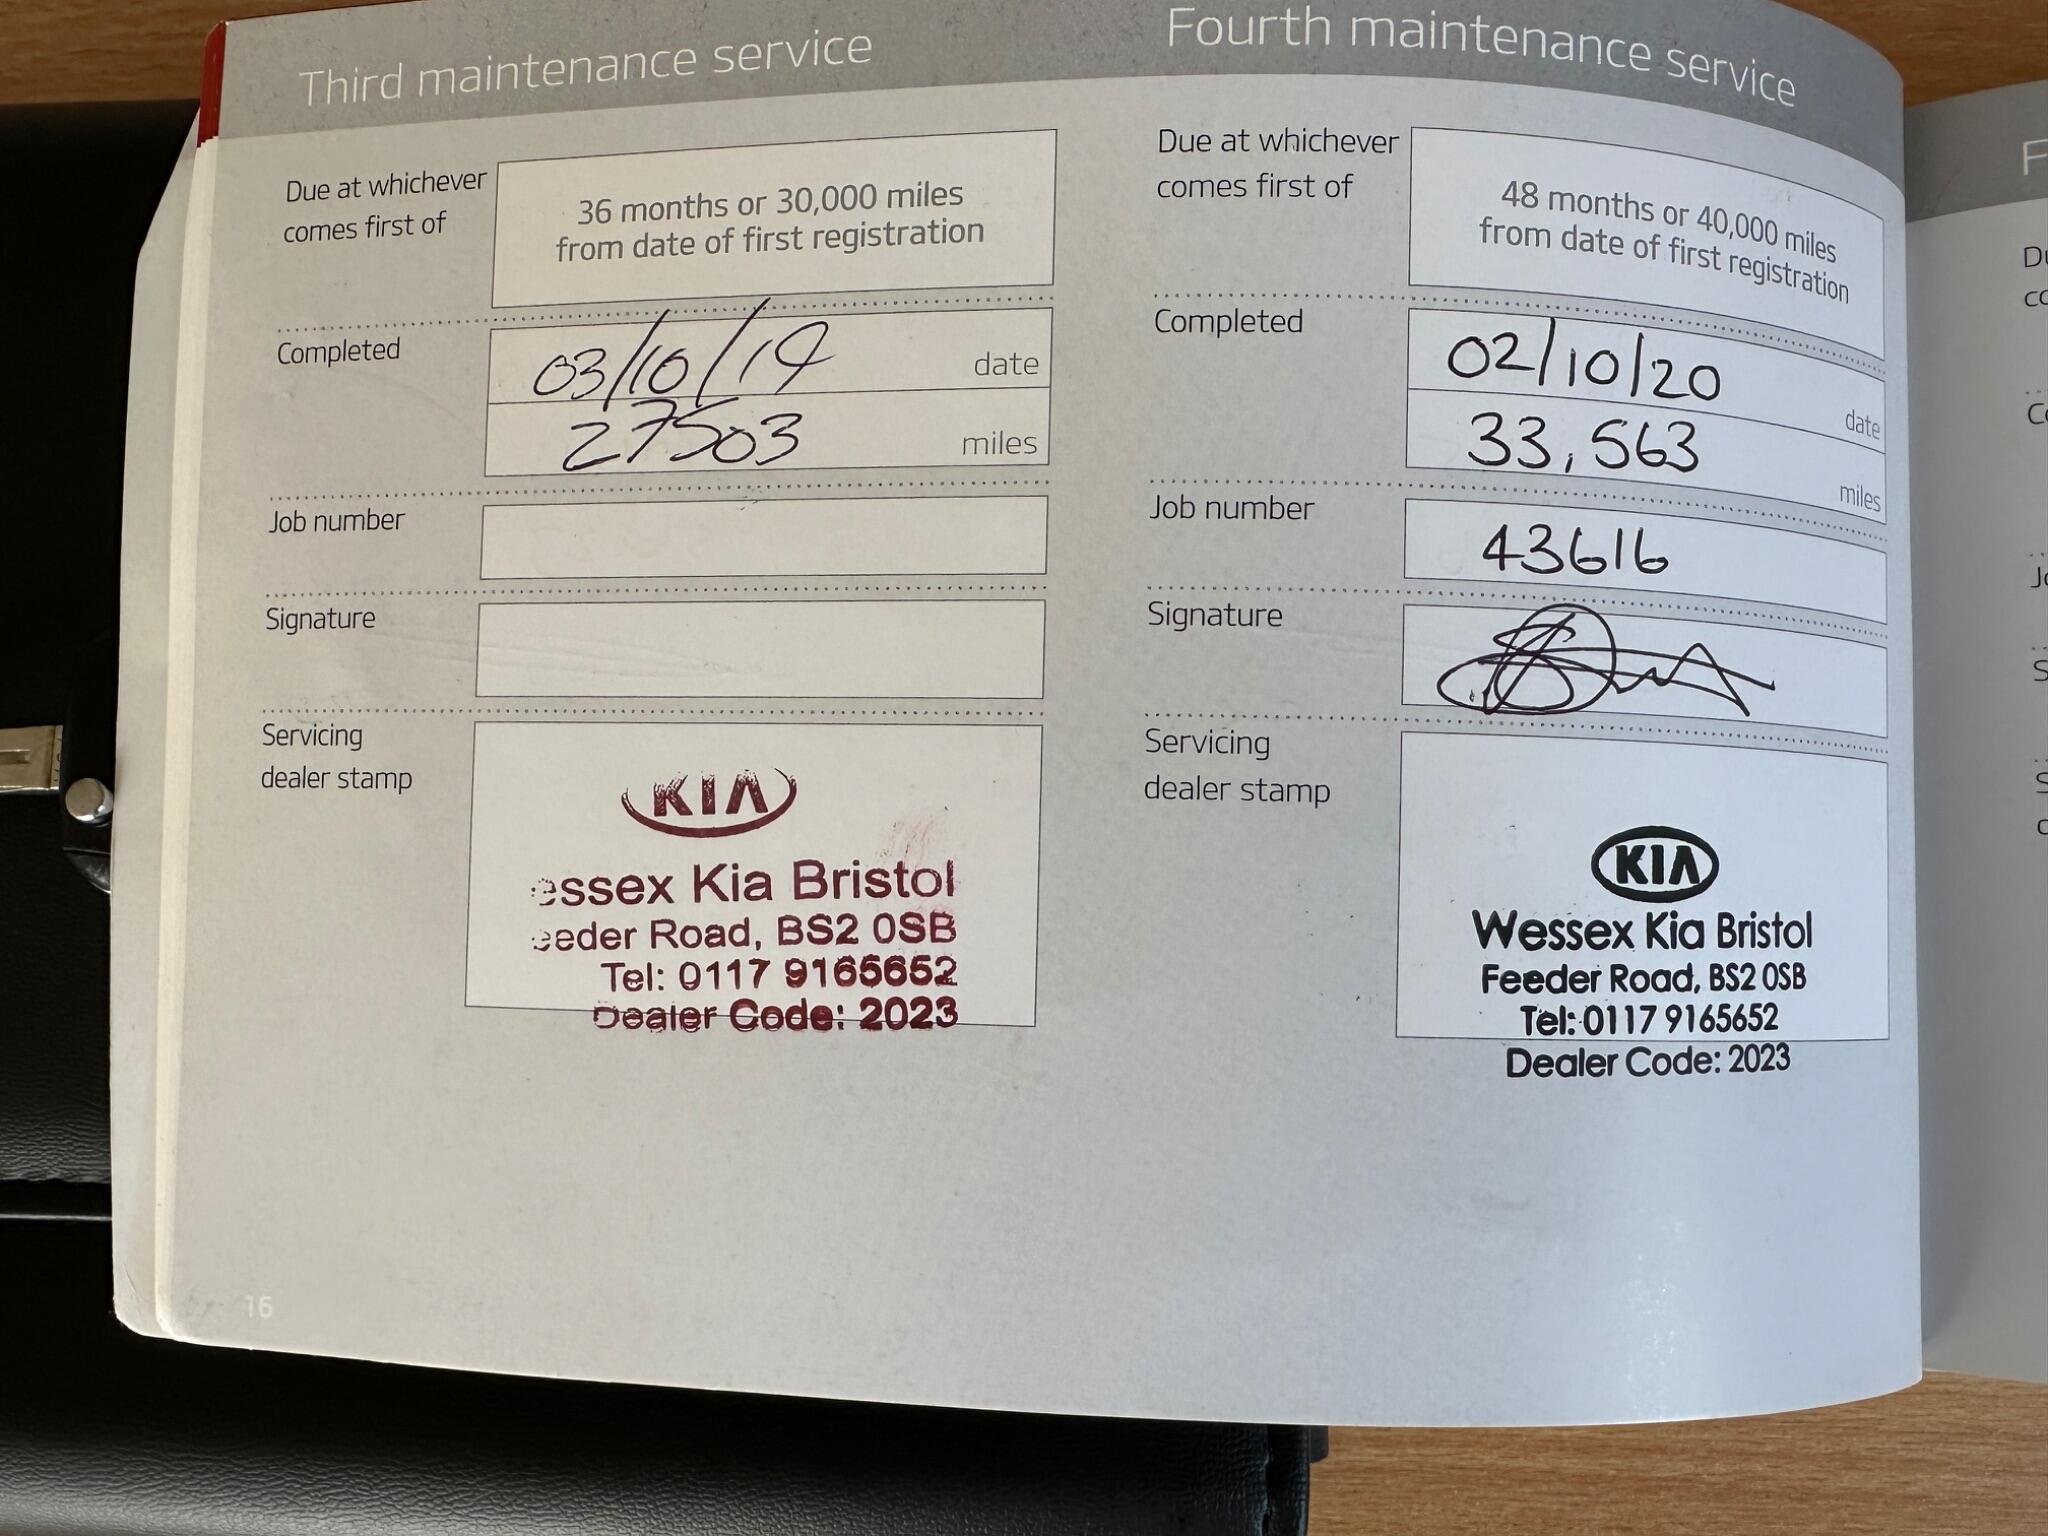 Third maintenance service
Due at whichever
comes first of
36 months or 30,000 miles
from date of first registration
Completed
03/10/19
date
27503
miles
Job number
Signature
Servicing
dealer stamp
KIA
essex Kia Bristol
eeder Road, BS2 0SB
Tel: 0117 9165652
Dealer Code: 2023
16
Fourth maintenance service
Due at whichever
comes first of
48 months or 40,000 miles
from date of first registration
Completed
02/10/20
date
33,563
miles
Job number
43616
Signature
Servicing
dealer stamp
KIA
Wessex Kia Bristol
Feeder Road, BS2 0SB
Tel: 0117 9165652
Dealer Code: 2023